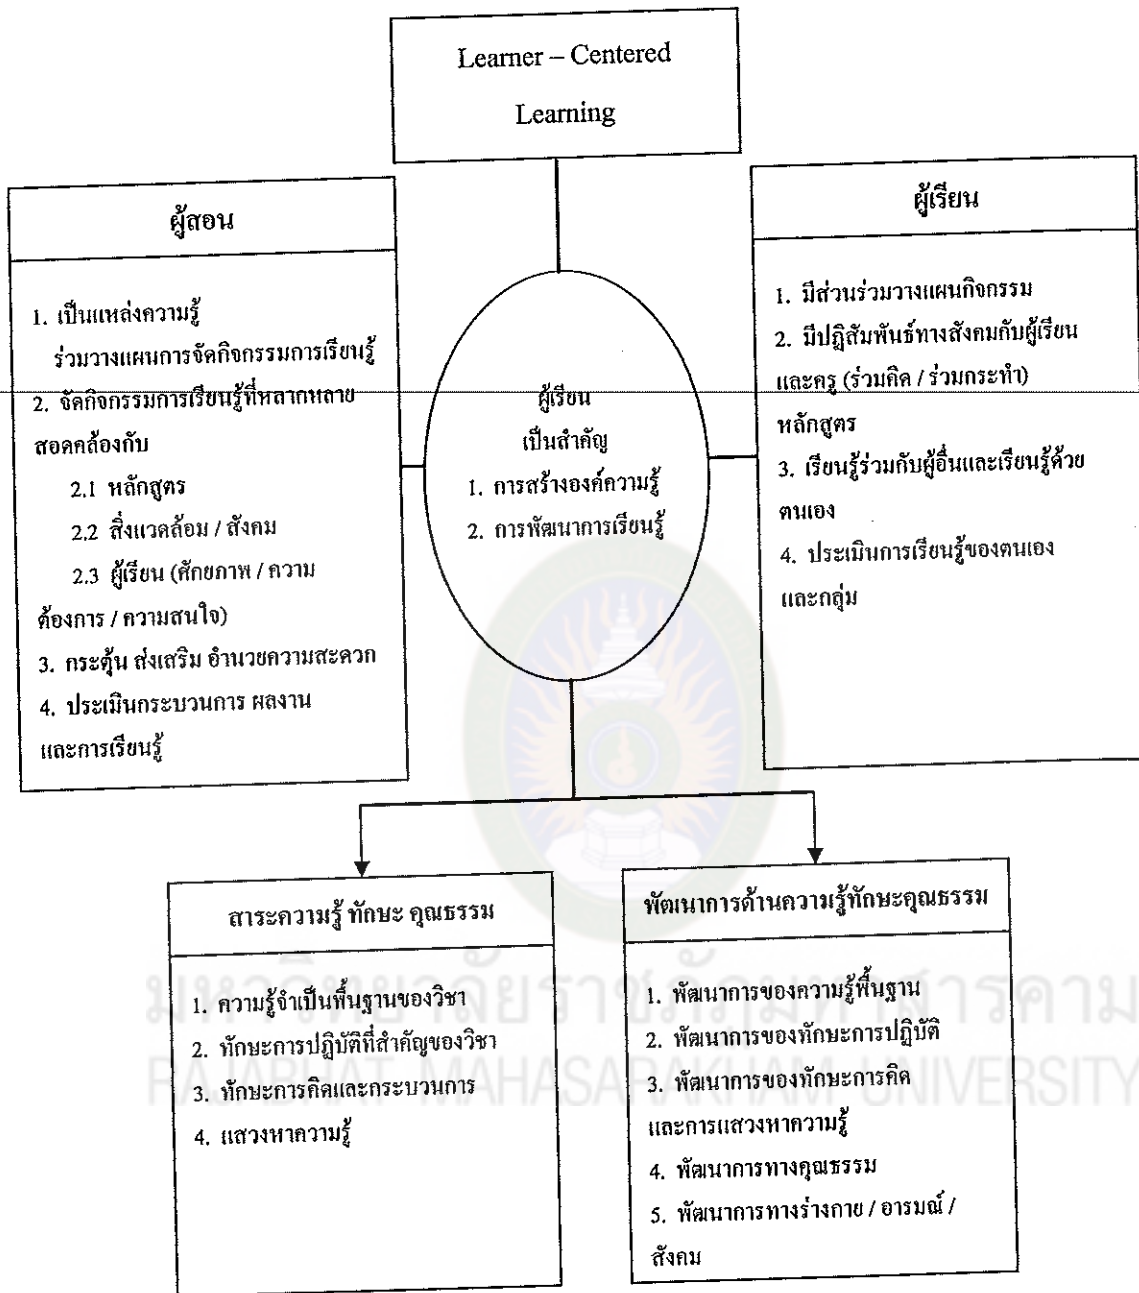 Learner – Centered
Learning
ผู้สอน
1. เป็นแหล่งความรู้
ร่วมวางแผนการจัดกิจกรรมการเรียนรู้
2. จัดกิจกรรมการเรียนรู้ที่หลากหลาย
สอดคล้องกับ
2.1 หลักสูตร
2.2 สิ่งแวดล้อม / สังคม
2.3 ผู้เรียน (ศักยภาพ / ความ
ต้องการ / ความสนใจ)
3. กระตุ้น ส่งเสริม อำนวยความสะดวก
4. ประเมินกระบวนการ ผลงาน
และการเรียนรู้
ผู้เรียน
เป็นสำคัญ
1. การสร้างองค์ความรู้
2. การพัฒนาการเรียนรู้
ผู้เรียน
1. มีส่วนร่วมวางแผนกิจกรรม
2. มีปฏิสัมพันธ์ทางสังคมกับผู้เรียน
และครู (ร่วมคิด / ร่วมกระทำ)
หลักสูตร
3. เรียนรู้ร่วมกับผู้อื่นและเรียนรู้ด้วย
ตนเอง
4. ประเมินการเรียนรู้ของตนเอง
และกลุ่ม
สาระความรู้ ทักษะ คุณธรรม
1. ความรู้จำเป็นพื้นฐานของวิชา
2. ทักษะการปฏิบัติที่สำคัญของวิชา
3. ทักษะการคิดและกระบวนการ
4. แสวงหาความรู้
พัฒนาการด้านความรู้ทักษะคุณธรรม
1. พัฒนาการของความรู้พื้นฐาน
2. พัฒนาการของทักษะการปฏิบัติ
3. พัฒนาการของทักษะการคิด
และการแสวงหาความรู้
4. พัฒนาการทางคุณธรรม
5. พัฒนาการทางร่างกาย / อารมณ์ /
สังคม
มหาวิทยาลัยราชภัฏมหาสารคาม
RAJABHAT MAHASARAKHAM UNIVERSITY